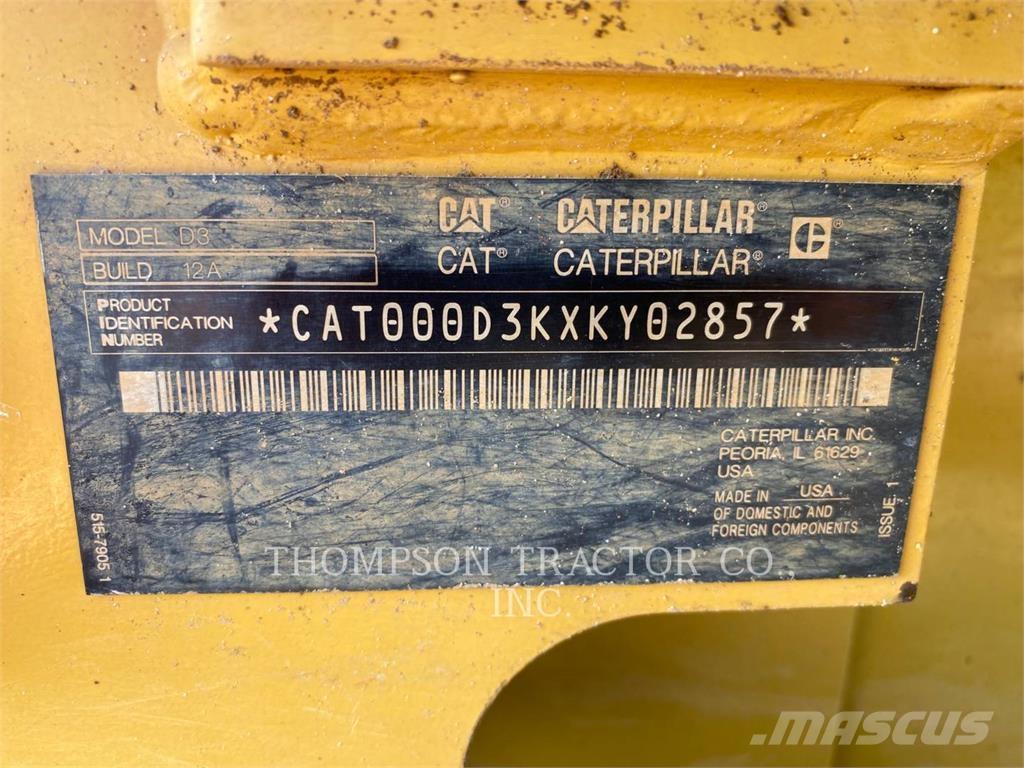 MODEL D3
BUILD 12A
CAT® CATERPILLAR® ®
CAT® CATERPILLAR®
PRODUCT
IDENTIFICATION
NUMBER
*CAT000D3KXKY02857*
CATERPILLAR INC.
PEORIA, IL 61629
USA
MADE IN USA
OF DOMESTIC AND
FOREIGN COMPONENTS
ISSUE: 1
515-7905 1
THOMPSON TRACTOR CO.,
INC.
MASCUS